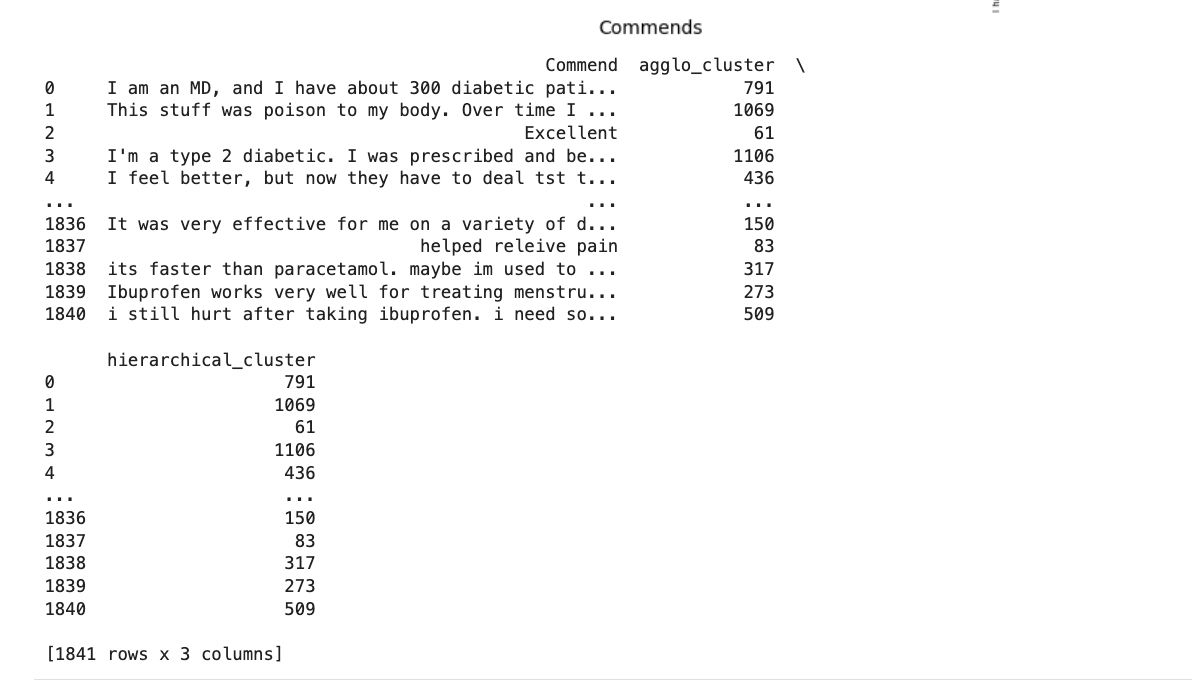 Commends
Commend agglo_cluster \
0 I am an MD, and I have about 300 diabetic pati... 791
1 This stuff was poison to my body. Over time I ... 1069
2 Excellent 61
3 I'm a type 2 diabetic. I was prescribed and be... 1106
4 I feel better, but now they have to deal tst t... 436
... ... ...
1836 It was very effective for me on a variety of d... 150
1837 helped releive pain 83
1838 its faster than paracetamol. maybe im used to ... 317
1839 Ibuprofen works very well for treating menstru... 273
1840 i still hurt after taking ibuprofen. i need so... 509
hierarchical_cluster
0 791
1 1069
2 61
3 1106
4 436
... ...
1836 150
1837 83
1838 317
1839 273
1840 509
[1841 rows x 3 columns]